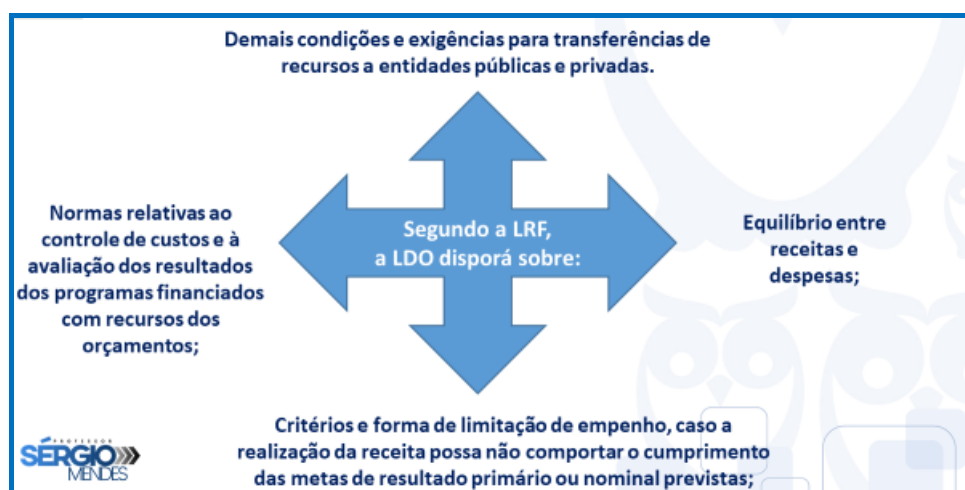 Demais condições e exigências para transferências de
recursos a entidades públicas e privadas.
Normas relativas ao
controle de custos e à
avaliação dos resultados
dos programas financiados
com recursos dos
orçamentos;
Segundo a LRF,
a LDO disporá sobre:
Equilíbrio entre
receitas e
despesas;
Critérios e forma de limitação de empenho, caso a
realização da receita possa não comportar o cumprimento
das metas de resultado primário ou nominal previstas;
PROFESSOR
SÉRGIO
MENDES